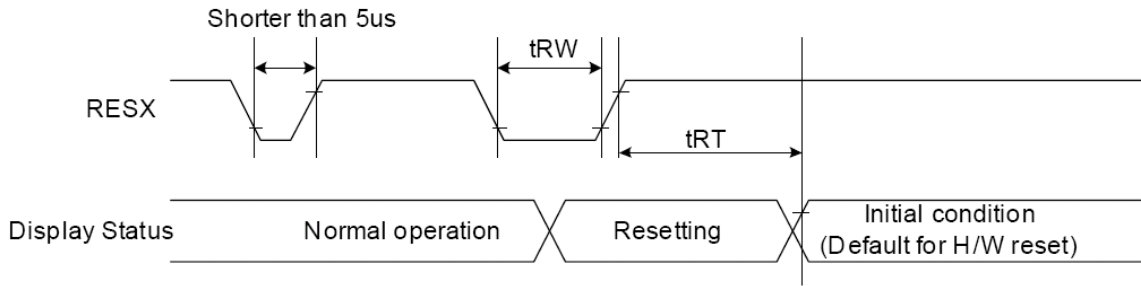 Shorter than 5us
tRW
RESX
tRT
Display Status
Normal operation
Resetting
Initial condition
(Default for H/W reset)